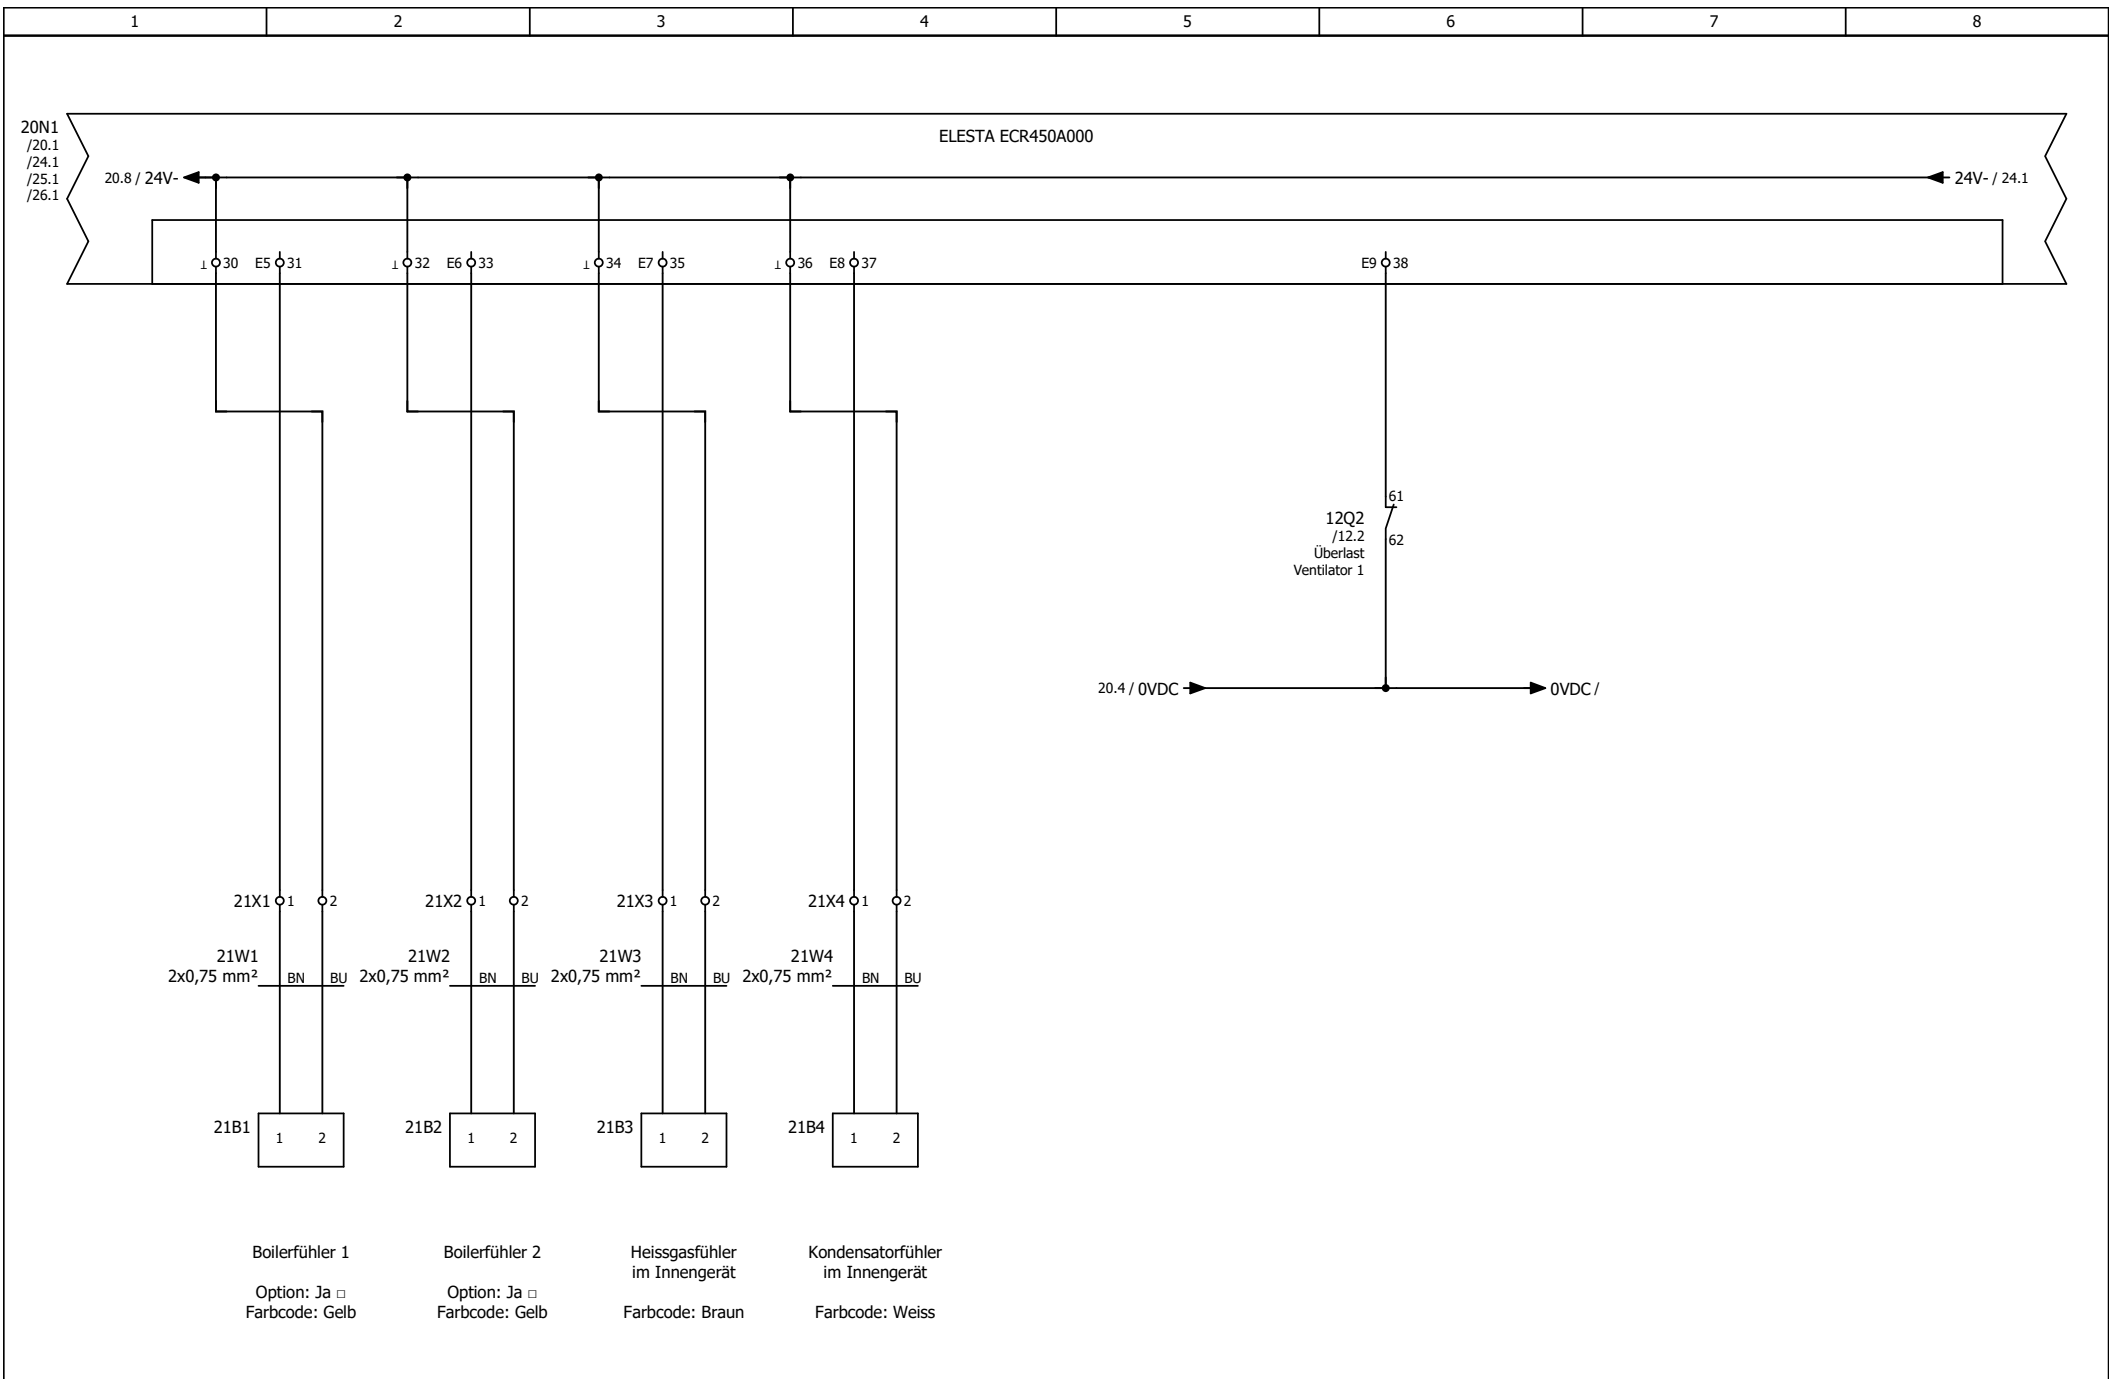 1 2 3 4 5 6 7 8
20N1
/20.1
/24.1
/25.1
/26.1
ELESTA ECR450A000
20.8 / 24V-
24V- / 24.1
⊥ 30 E5 31 ⊥ 32 E6 33 ⊥ 34 E7 35 ⊥ 36 E8 37 E9 38
61
12Q2
/12.2
62
Überlast
Ventilator 1
20.4 / 0VDC
0VDC /
21X1 1 2 21X2 1 2 21X3 1 2 21X4 1 2
21W1 21W2 21W3 21W4
2x0,75 mm² BN BU 2x0,75 mm² BN BU 2x0,75 mm² BN BU 2x0,75 mm² BN BU
21B1 1 2 21B2 1 2 21B3 1 2 21B4 1 2
Boilerfühler 1
Option: Ja □
Farbcode: Gelb
Boilerfühler 2
Option: Ja □
Farbcode: Gelb
Heissgasfühler
im Innengerät
Farbcode: Braun
Kondensatorfühler
im Innengerät
Farbcode: Weiss